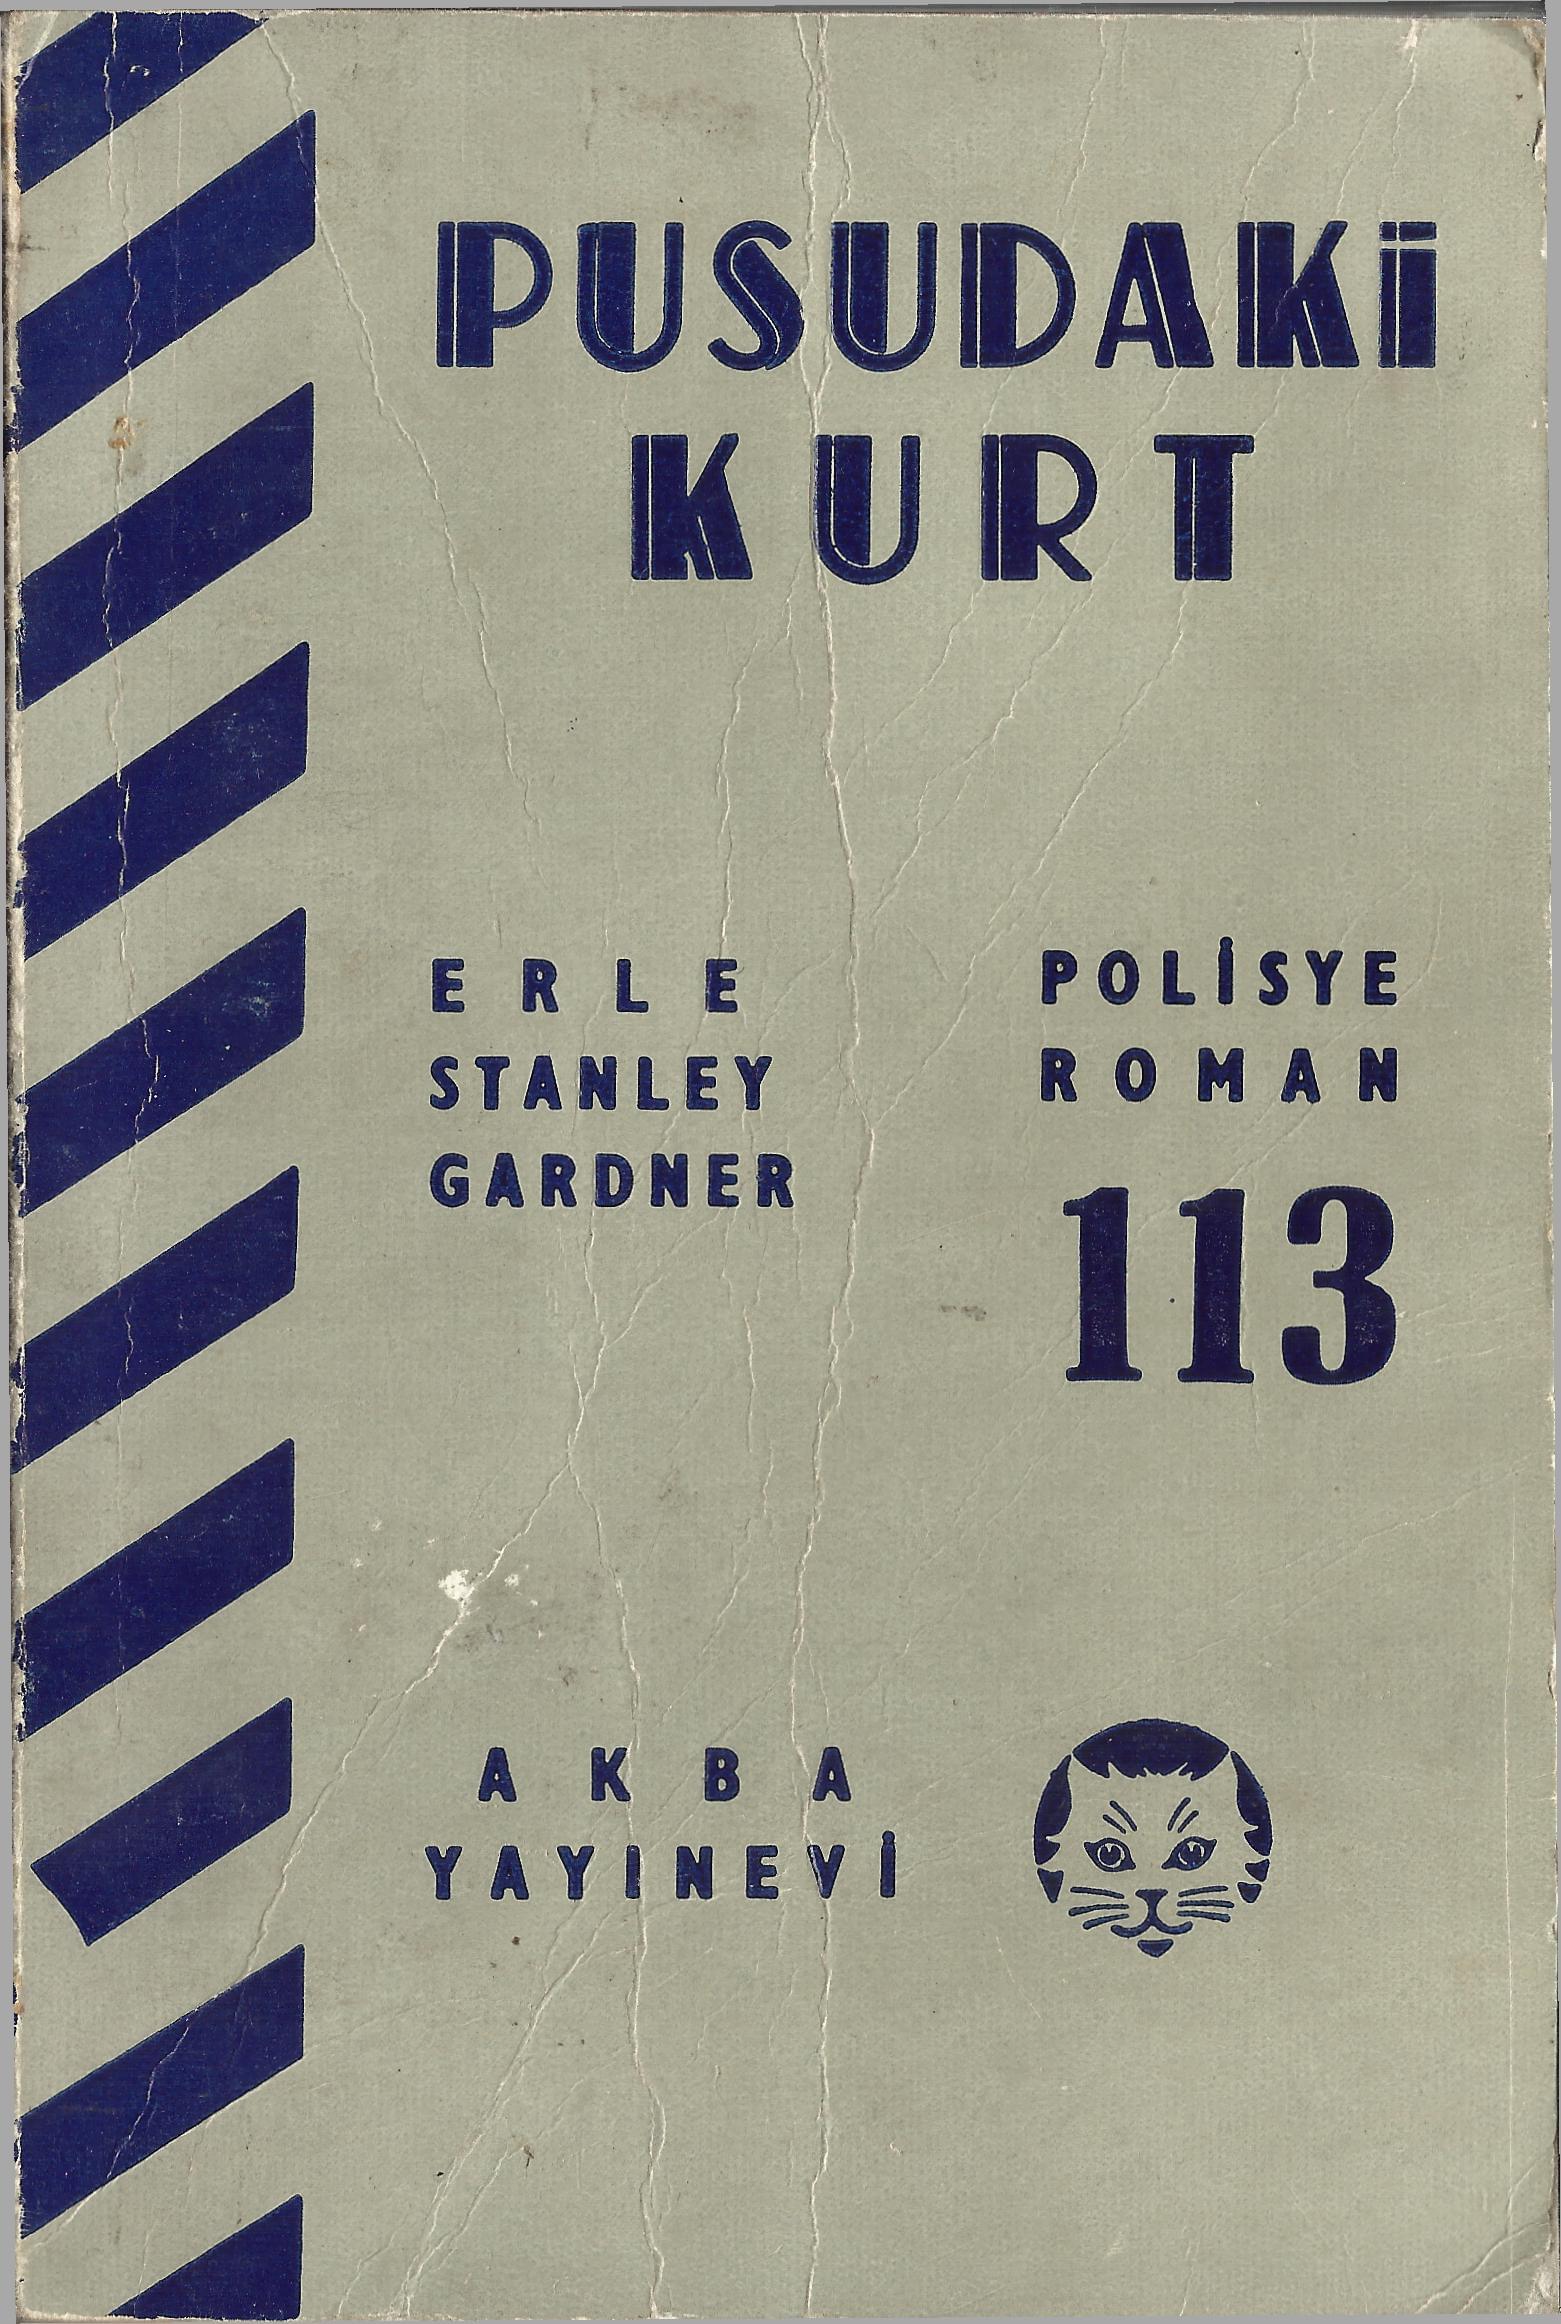 PUSUDAKİ
KURT
ERLE
STANLEY
GARDNER
POLİSYE
ROMAN
113
AKBA
YAYINEVİ